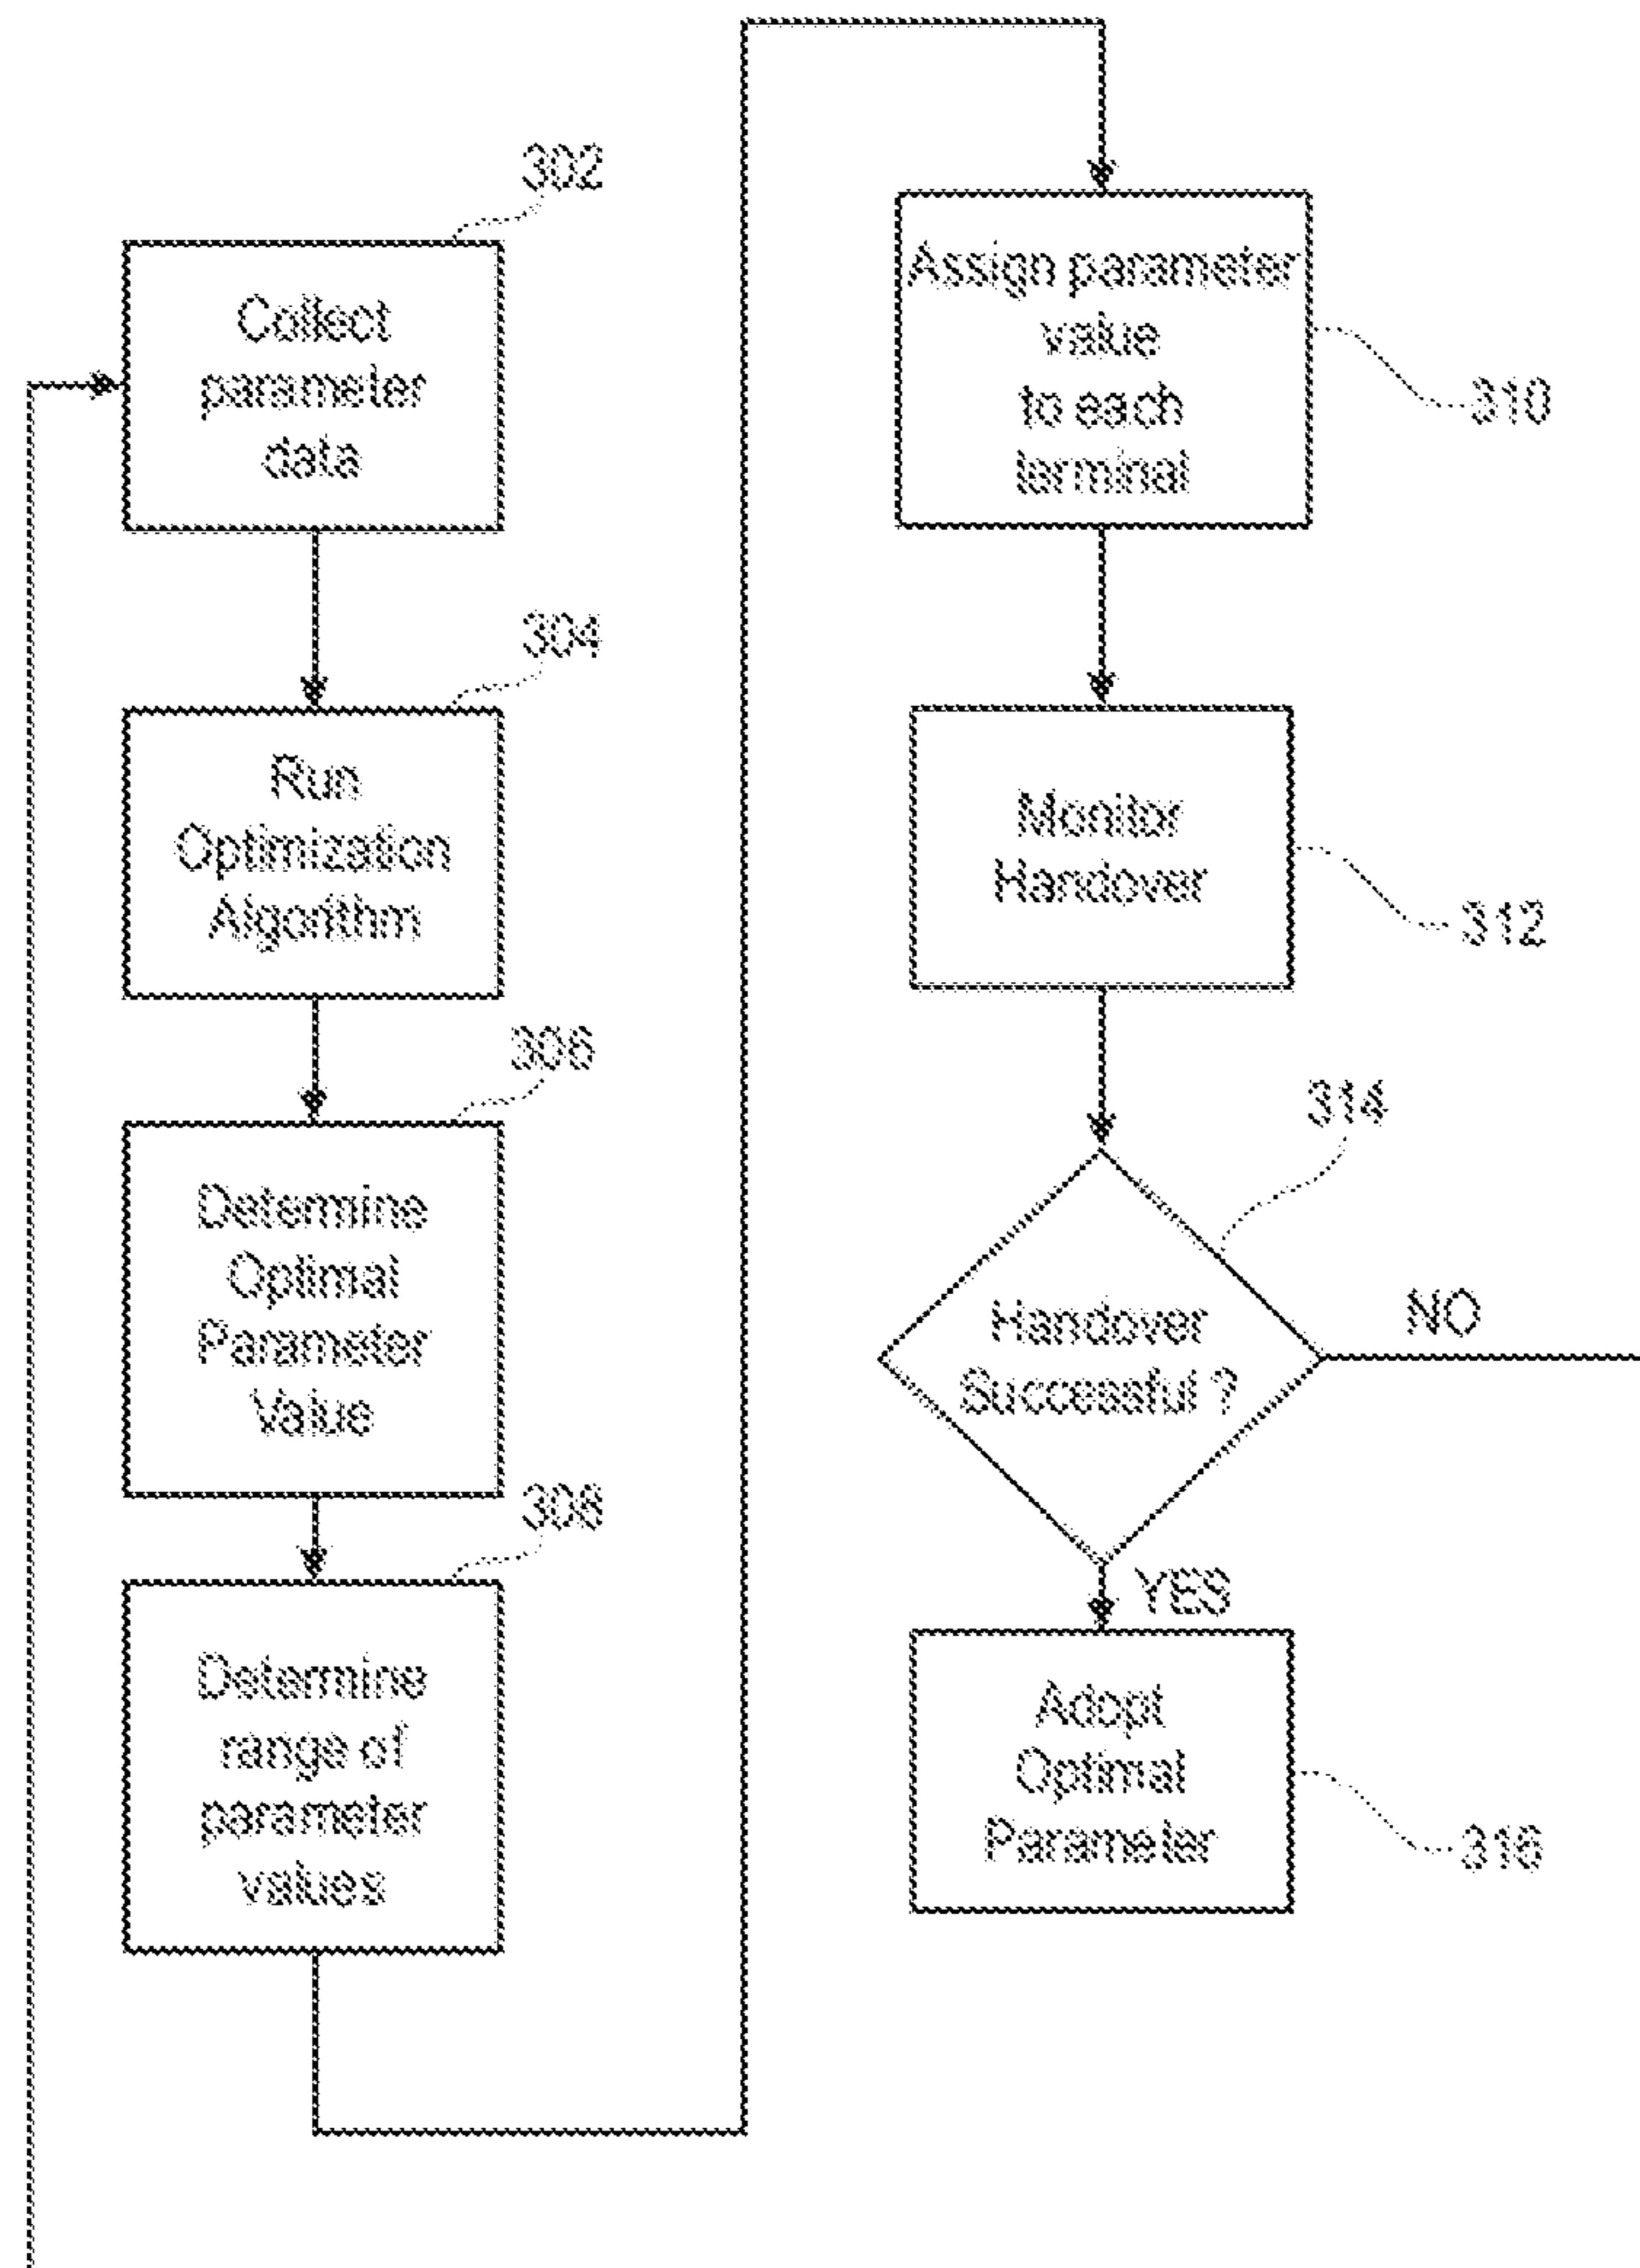 302
Collect
parameter
data
304
Run
Optimization
Algorithm
306
Determine
Optimal
Parameter
Value
308
Determine
range of
parameter
values
Assign parameter
value
to each
terminal
310
Monitor
Handover
312
314
Handover
Successful ?
NO
YES
Adopt
Optimal
Parameter
316